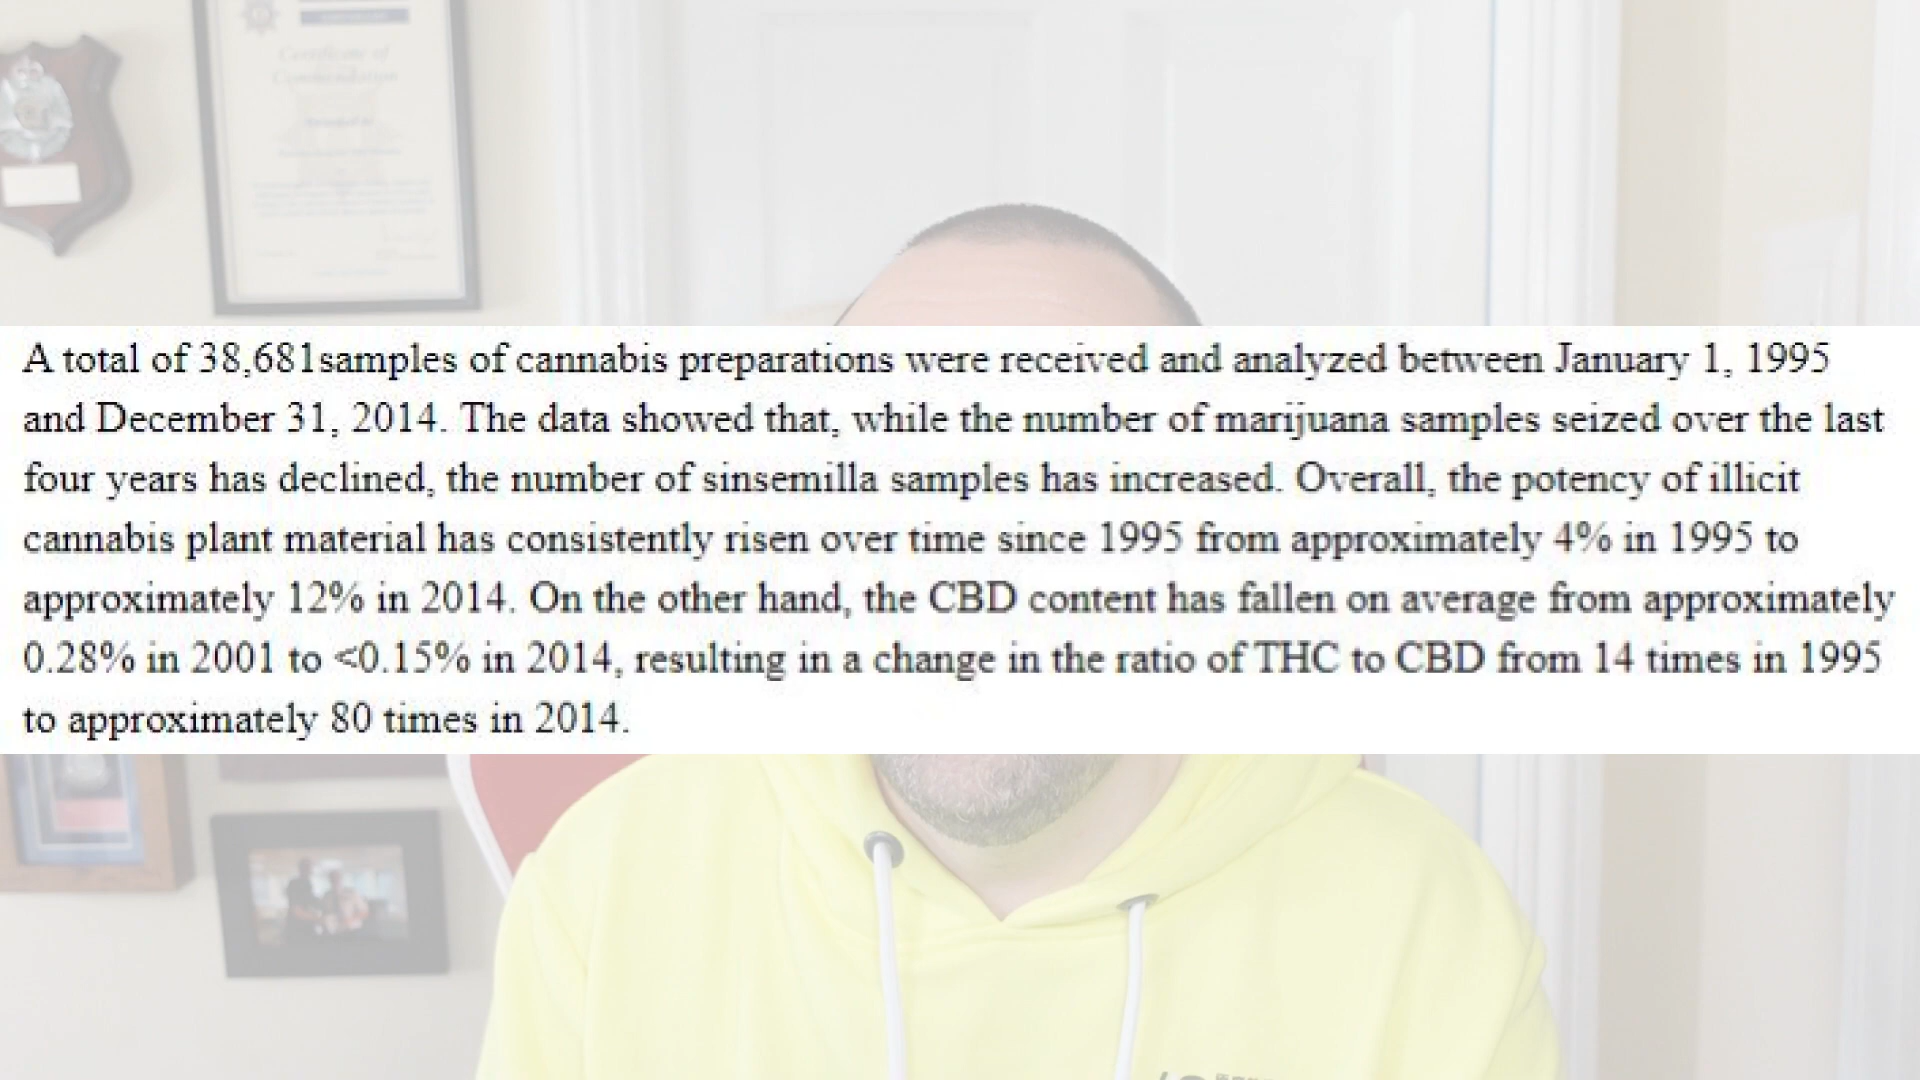 Certificate of
Commendation
A total of 38,681samples of cannabis preparations were received and analyzed between January 1, 1995
and December 31, 2014. The data showed that, while the number of marijuana samples seized over the last
four years has declined, the number of sinsemilla samples has increased. Overall, the potency of illicit
cannabis plant material has consistently risen over time since 1995 from approximately 4% in 1995 to
approximately 12% in 2014. On the other hand, the CBD content has fallen on average from approximately
0.28% in 2001 to <0.15% in 2014, resulting in a change in the ratio of THC to CBD from 14 times in 1995
to approximately 80 times in 2014.